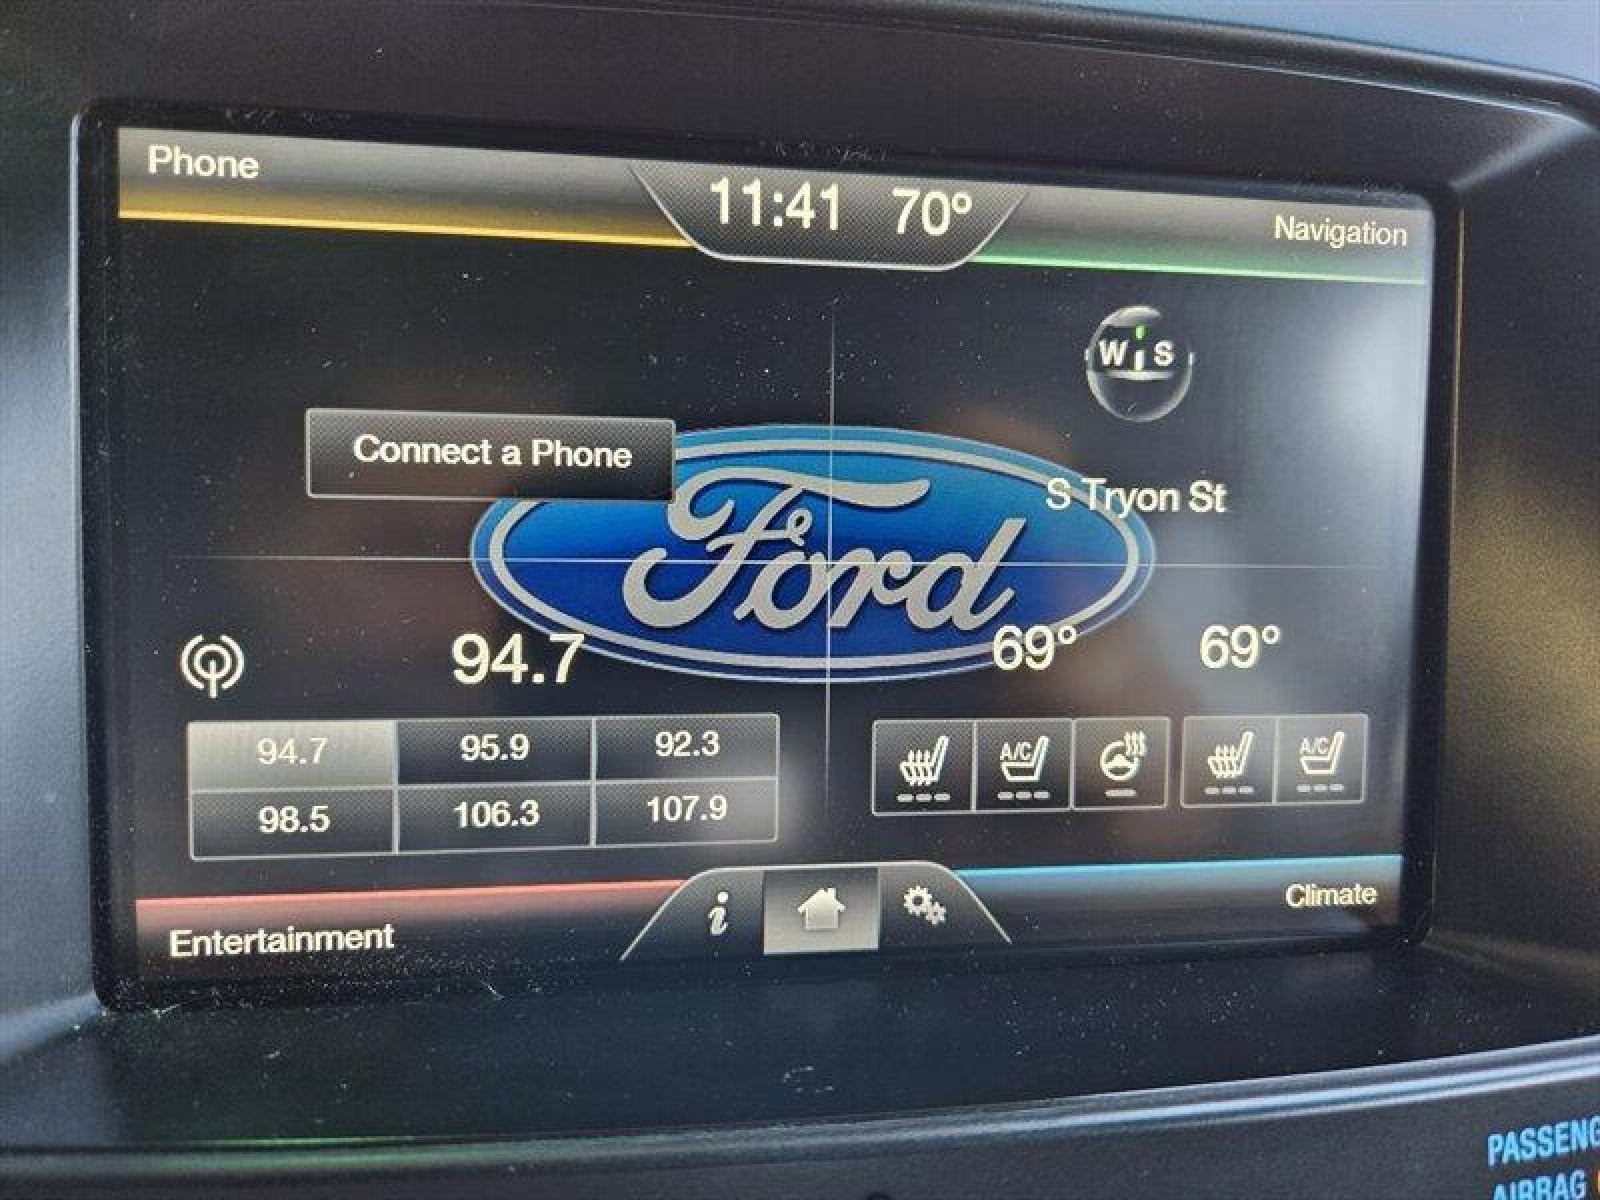 Phone
11:41 70°
Navigation
W S
Connect a Phone
Ford
S Tryon St
94.7
69° 69°
94.7 95.9 92.3
98.5 106.3 107.9
A/C
A/C
i
Entertainment
Climate
PASSENG
AIRBAG